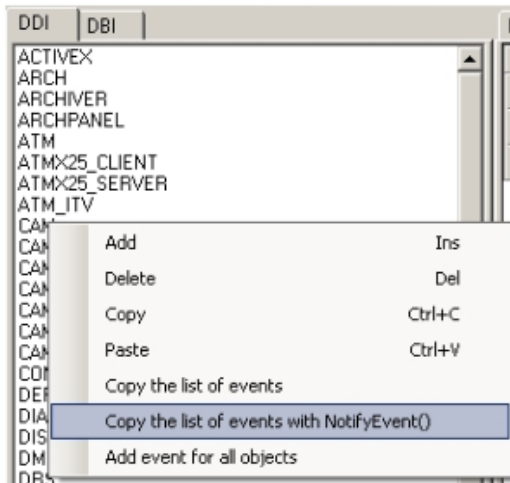 DDI
DBI
ACTIVEX
ARCH
ARCHIVER
ARCHPANEL
ATM
ATMX25_CLIENT
ATMX25_SERVER
ATM_ITV
Add Ins
Delete Del
Copy Ctrl+C
Paste Ctrl+V
Copy the list of events
Copy the list of events with NotifyEvent()
Add event for all objects